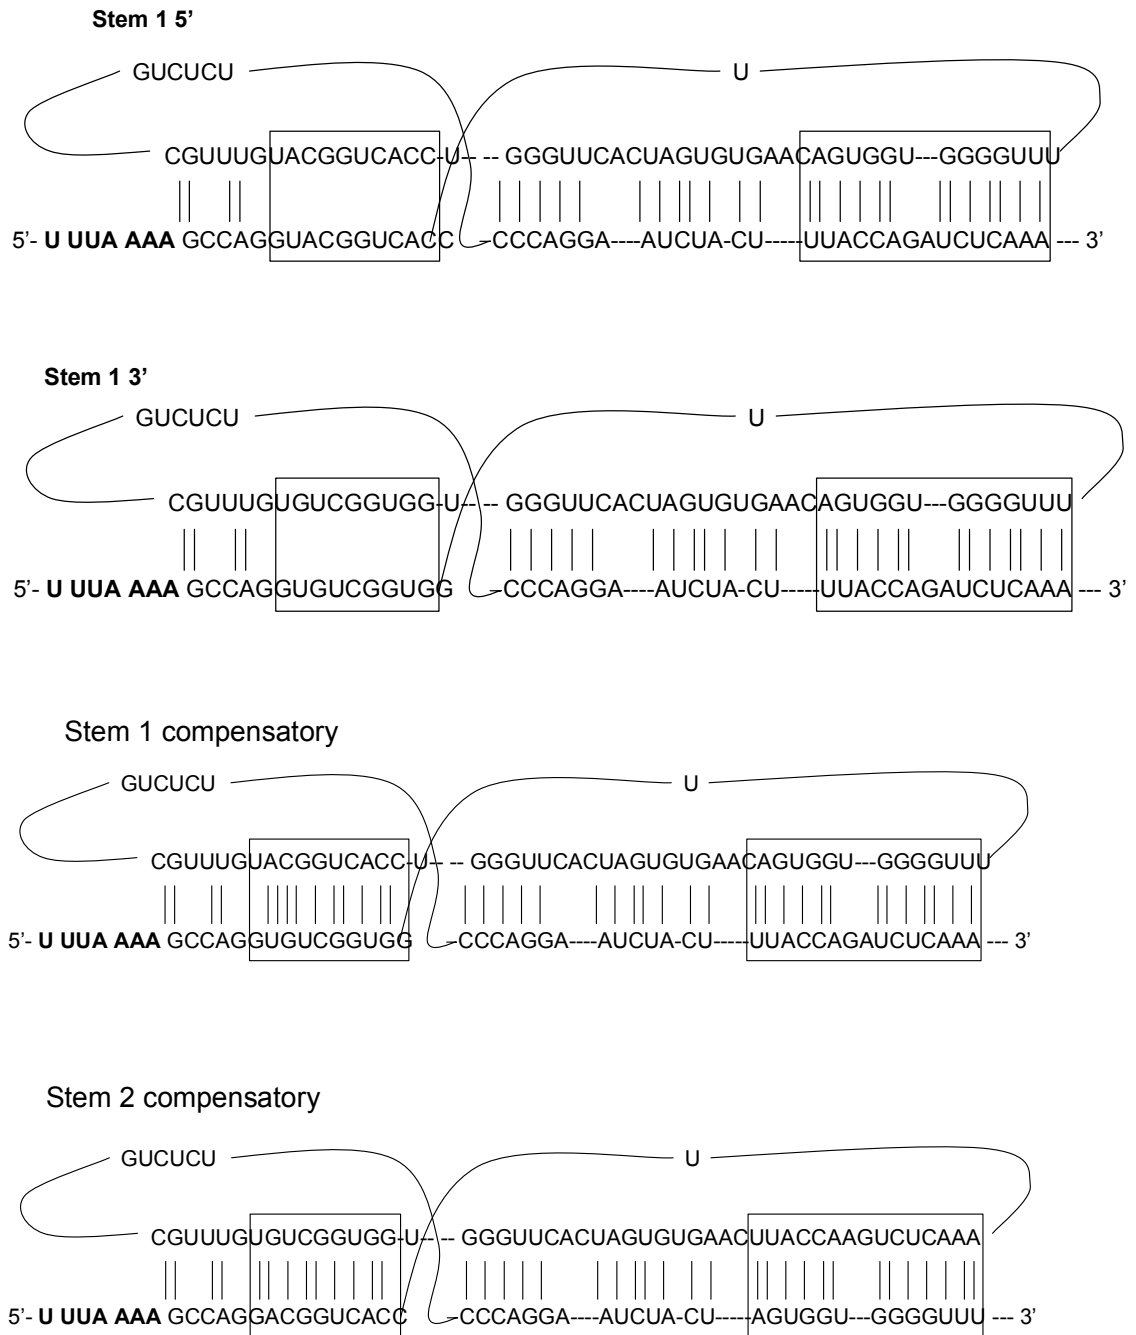 Stem 1 5’
GUCUCU U
CGUUUGUACGGUCACC-U-- --- GGGUUCACUAGUGUGAACAGUGGU---GGGGUUU
5’- U UUA AAA GCCAGGUACGGUCACC --CCCAGGA----AUCUA-CU-----UUACCAGAUCUCAAA --- 3’
Stem 1 3’
GUCUCU U
CGUUUGUGUCGGUGG-U-- --- GGGUUCACUAGUGUGAACAGUGGU---GGGGUUU
5’- U UUA AAA GCCAGGUGUCGGUGG --CCCAGGA----AUCUA-CU-----UUACCAGAUCUCAAA --- 3’
Stem 1 compensatory
GUCUCU U
CGUUUGUACGGUCACC-U-- --- GGGUUCACUAGUGUGAACAGUGGU---GGGGUUU
5’- U UUA AAA GCCAGGUGUCGGUGG --CCCAGGA----AUCUA-CU-----UUACCAGAUCUCAAA --- 3’
Stem 2 compensatory
GUCUCU U
CGUUUGUGUCGGUGG-U-- --- GGGUUCACUAGUGUGAACUUACCAAGUCUCAAA
5’- U UUA AAA GCCAGGACGGUCACC --CCCAGGA----AUCUA-CU-----AGUGGU---GGGGUUU --- 3’